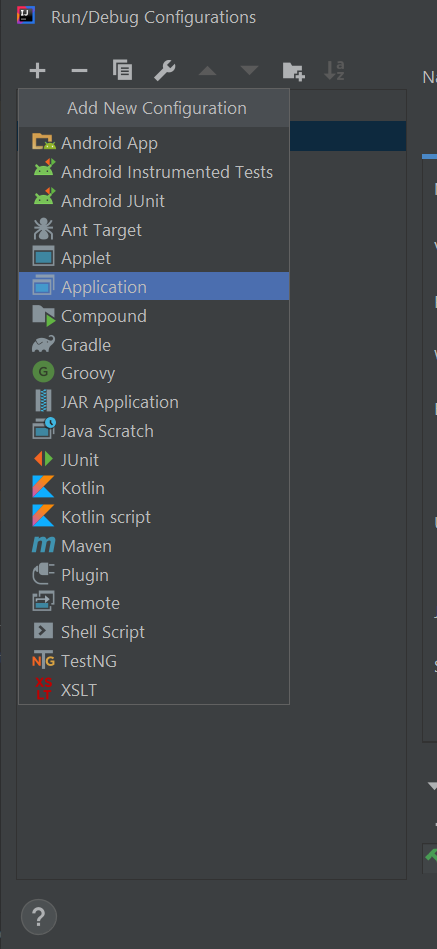 Run/Debug Configurations
Add New Configuration
Android App
Android Instrumented Tests
Android JUnit
Ant Target
Applet
Application
Compound
Gradle
Groovy
JAR Application
Java Scratch
JUnit
Kotlin
Kotlin script
Maven
Plugin
Remote
Shell Script
TestNG
XSLT